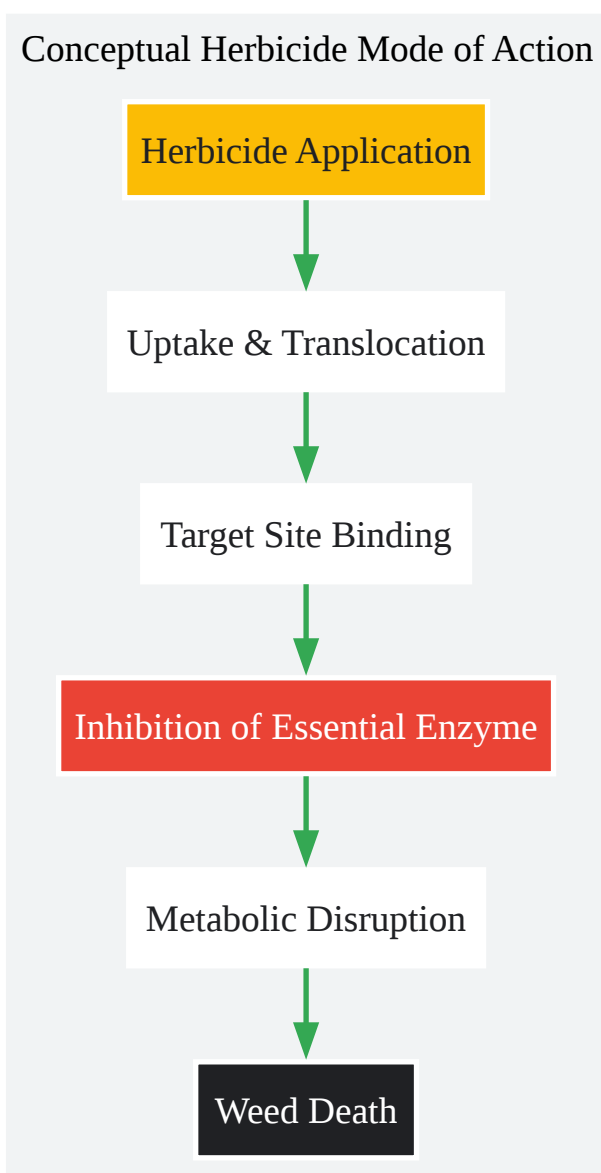 Conceptual Herbicide Mode of Action
Herbicide Application
Uptake & Translocation
Target Site Binding
Inhibition of Essential Enzyme
Metabolic Disruption
Weed Death